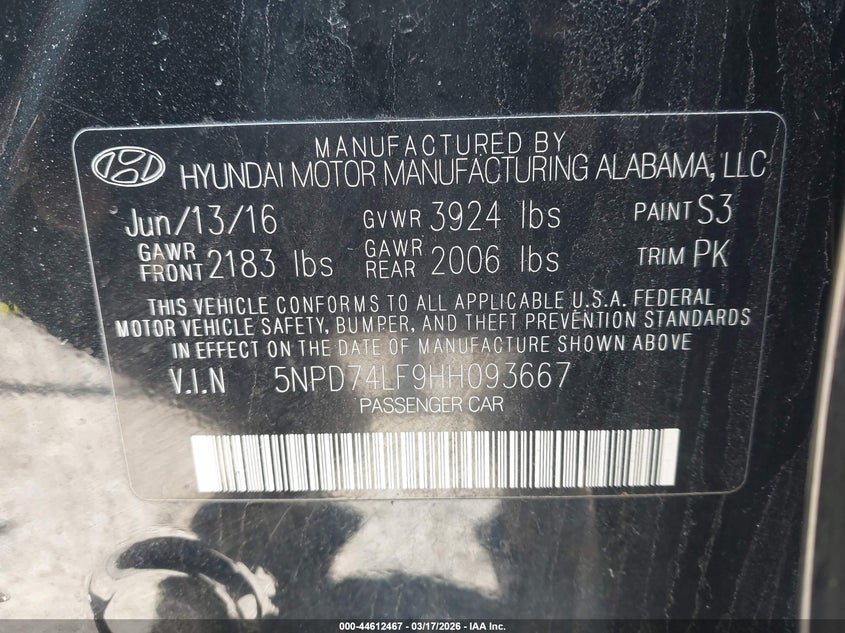 MANUFACTURED BY
HYUNDAI MOTOR MANUFACTURING ALABAMA, LLC
Jun/13/16 GVWR 3924 lbs PAINT S3
GAWR FRONT 2183 lbs GAWR REAR 2006 lbs TRIM PK
THIS VEHICLE CONFORMS TO ALL APPLICABLE U.S.A. FEDERAL
MOTOR VEHICLE SAFETY, BUMPER, AND THEFT PREVENTION STANDARDS
IN EFFECT ON THE DATE OF MANUFACTURE SHOWN ABOVE
V.I.N 5NPD74LF9HH093667
PASSENGER CAR
000-44612467 — 03/17/2026 — IAA Inc.